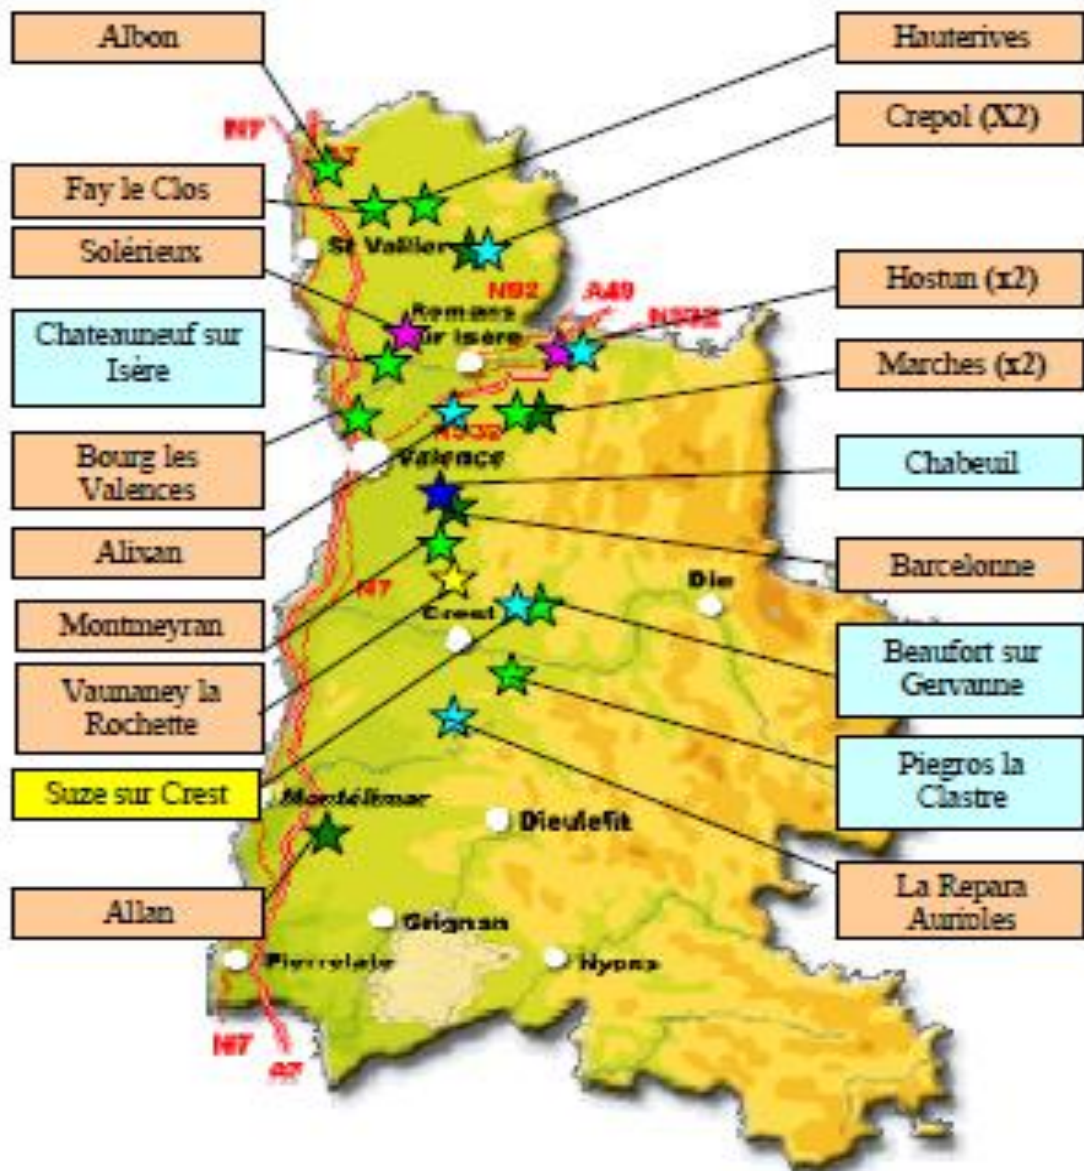 Albon
Hauterives
Crepol (X2)
N7
A7
Fay le Clos
Solérieux
St Vallier
Hostun (x2)
N92
A49
N532
Romans
sur Isère
Chateauneuf sur
Isère
Marches (x2)
N532
Bourg les
Valences
Valence
Chabeuil
Alixan
Barcelonne
Die
N7
Montmeyran
Crest
Beaufort sur
Gervanne
Vaunaney la
Rochette
Suze sur Crest
Piegros la
Clastre
Montélimar
Dieulefit
Allan
La Repara
Aurioles
Grignan
Pierrelate
Nyons
N7
A7